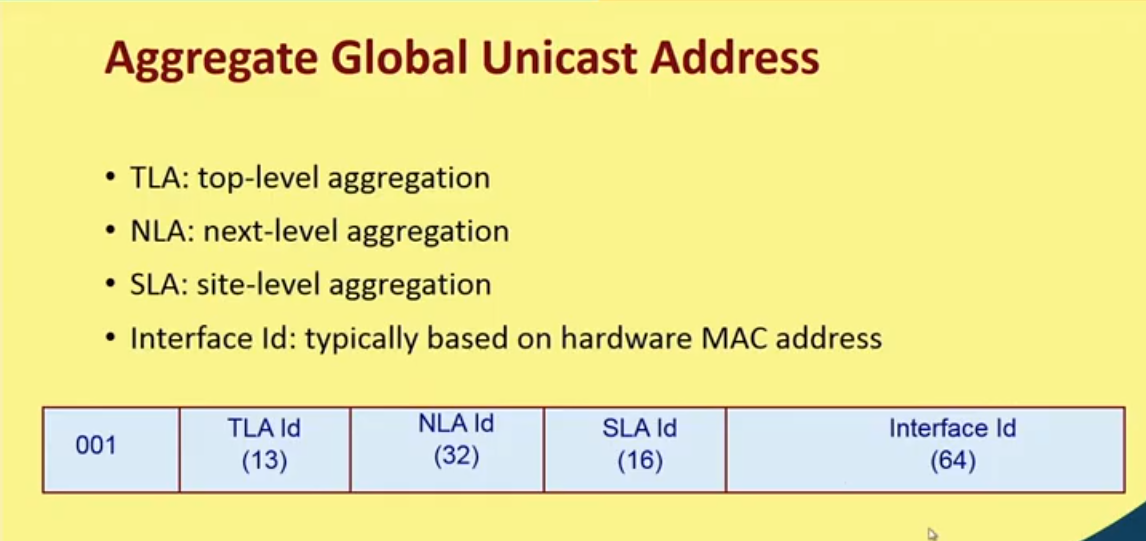 Aggregate Global Unicast Address
• TLA: top-level aggregation
• NLA: next-level aggregation
• SLA: site-level aggregation
• Interface Id: typically based on hardware MAC address
001
TLA Id
(13)
NLA Id
(32)
SLA Id
(16)
Interface Id
(64)